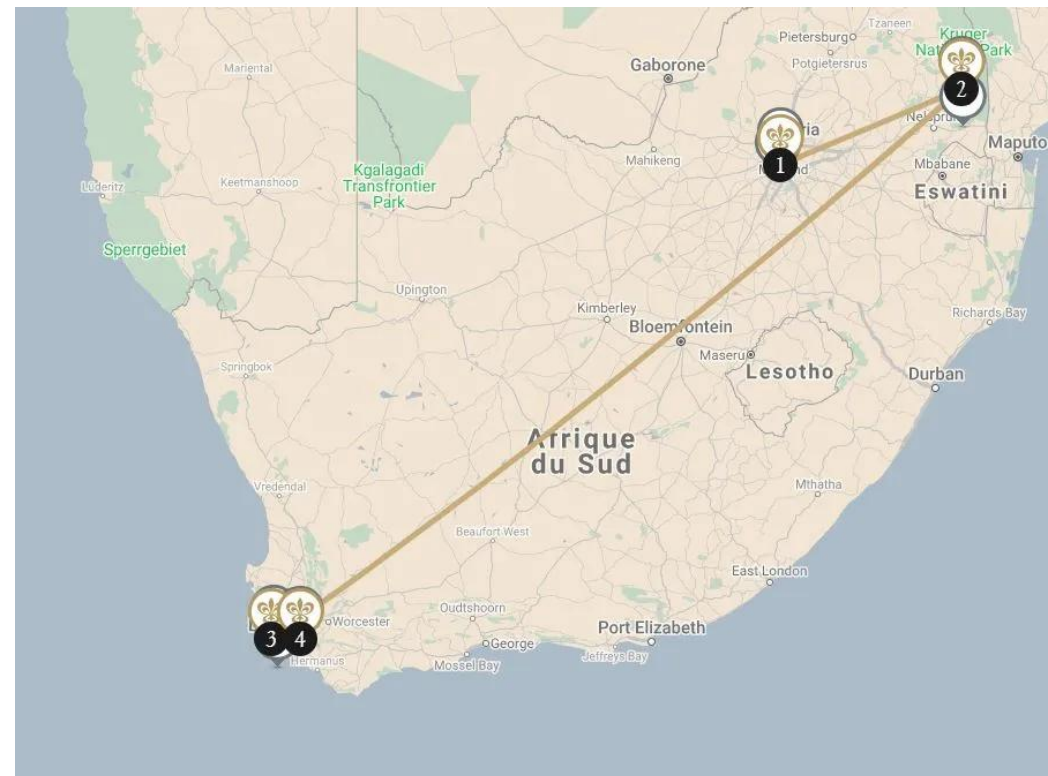 Tzaneen
Kruger
National Park
Pietersburg
Potgietersrus
Gaborone
Mariental
2
Nelspruit
ria
Maputo
Mahikeng
1
Mbabane
Eswatini
Kgalagadi
Transfrontier
Park
Keetmanshoop
Lüderitz
Sperrgebiet
Upington
Kimberley
Richards Bay
Bloemfontein
Maseru
Lesotho
Springbok
Durban
Afrique
du Sud
Vredendal
Mthatha
Beaufort West
East London
Oudtshoorn
Worcester
Port Elizabeth
3
4
George
Hermanus
Mossel Bay
Jeffreys Bay